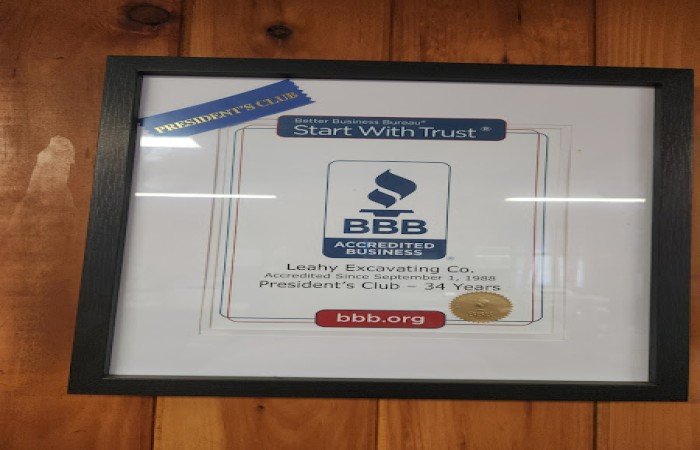 PRESIDENT'S CLUB
Better Business Bureau®
Start With Trust®
BBB
ACCREDITED
BUSINESS
®
Leahy Excavating Co.
Accredited Since September 1, 1988
President's Club – 34 Years
bbb.org
BBB